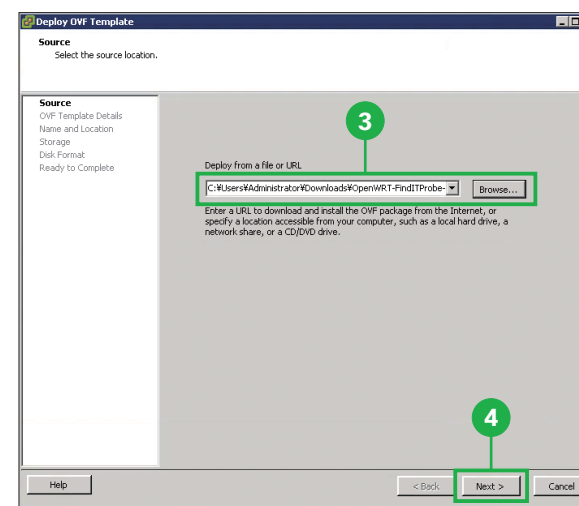 Deploy OVF Template
Source
Select the source location.
Source
OVF Template Details
Name and Location
Storage
Disk Format
Ready to Complete
3
Deploy from a file or URL
C:¥Users¥Administrator¥Downloads¥OpenWRT-FindITProbe-
Browse...
Enter a URL to download and install the OVF package from the Internet, or
specify a location accessible from your computer, such as a local hard drive, a
network share, or a CD/DVD drive.
4
Help
< Back
Next >
Cancel